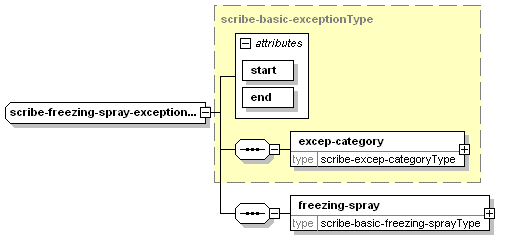 scribe-basic-exceptionType
attributes
start
end
scribe-freezing-spray-exception...
excep-category
type scribe-excep-categoryType
freezing-spray
type scribe-basic-freezing-sprayType